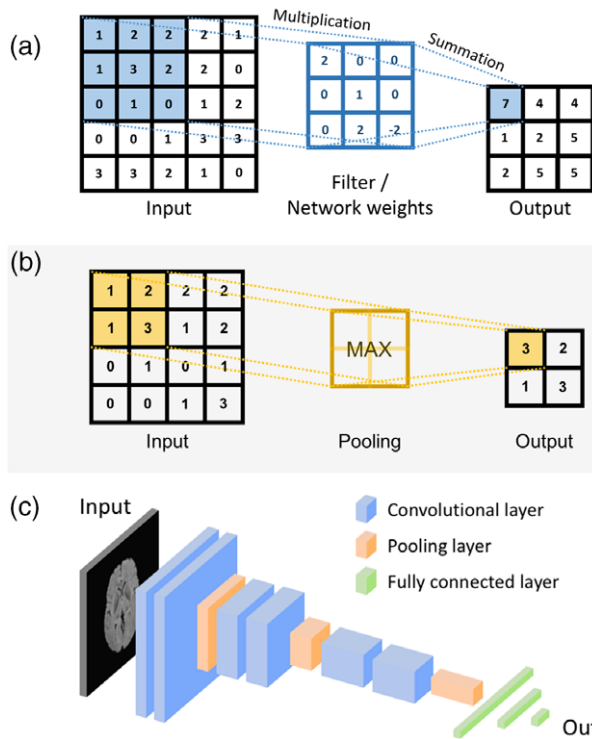 (a)
Multiplication
Summation
1 2 2 2 1
1 3 2 2 0
0 1 0 1 2
0 0 1 3 3
3 3 2 1 0
Input
2 0 0
0 1 0
0 2 -2
Filter /
Network weights
7 4 4
1 2 5
2 5 5
Output
(b)
1 2 2 2
1 3 1 2
0 1 0 1
0 0 1 3
Input
MAX
Pooling
3 2
1 3
Output
(c)
Input
Convolutional layer
Pooling layer
Fully connected layer
Out